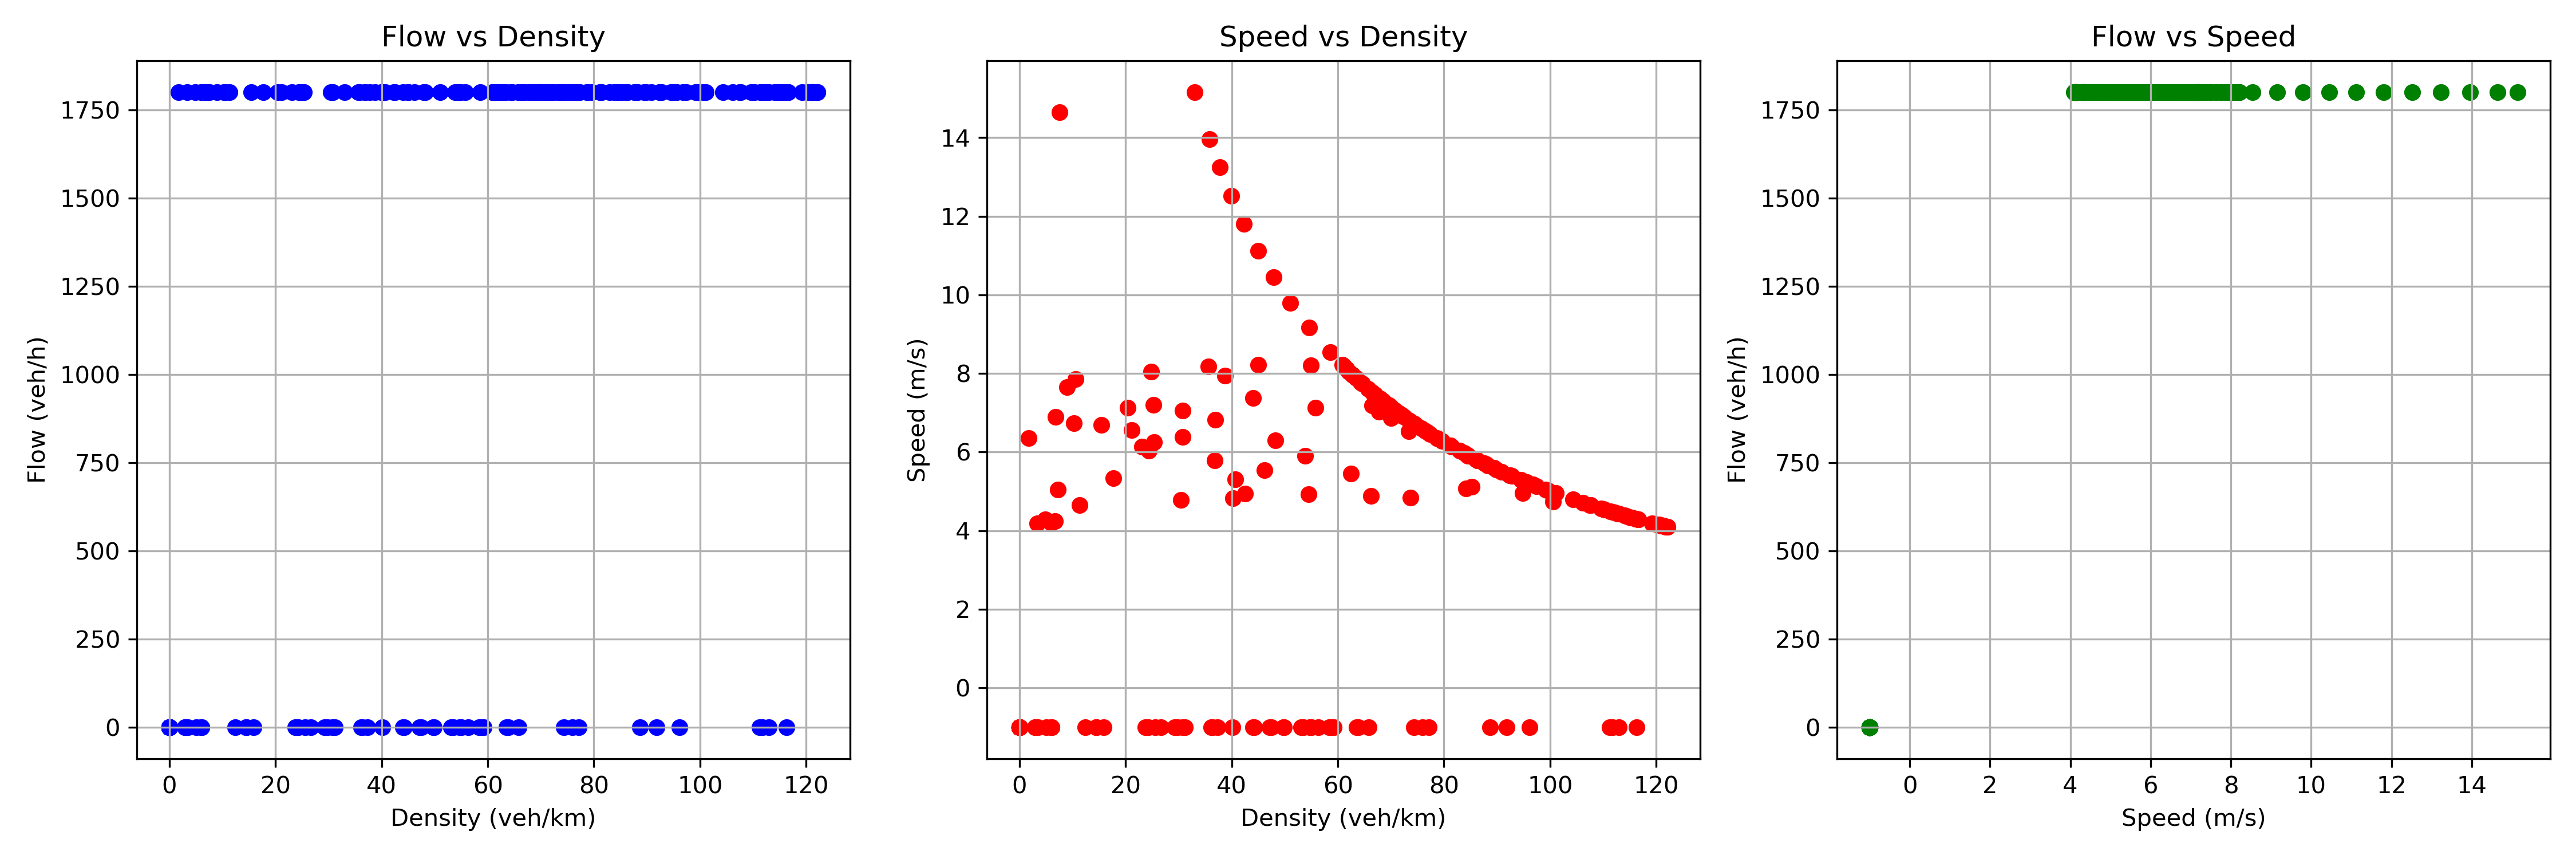 Flow vs Density
Flow (veh/h)
1750
1500
1250
1000
750
500
250
0
0 20 40 60 80 100 120
Density (veh/km)
Speed vs Density
Speed (m/s)
14
12
10
8
6
4
2
0
0 20 40 60 80 100 120
Density (veh/km)
Flow vs Speed
Flow (veh/h)
1750
1500
1250
1000
750
500
250
0
0 2 4 6 8 10 12 14
Speed (m/s)